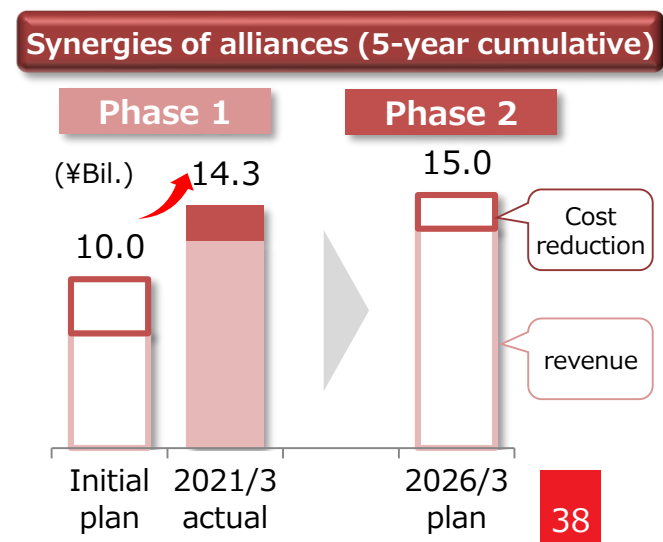 Synergies of alliances (5-year cumulative)
Phase 1
Phase 2
(¥Bil.)
14.3
15.0
10.0
Cost
reduction
revenue
Initial
plan
2021/3
actual
2026/3
plan
38